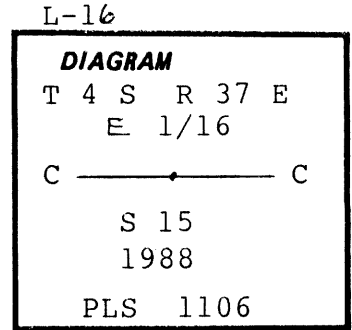 L-16
DIAGRAM
T 4 S R 37 E
E 1/16
C C
S 15
1988
PLS 1106